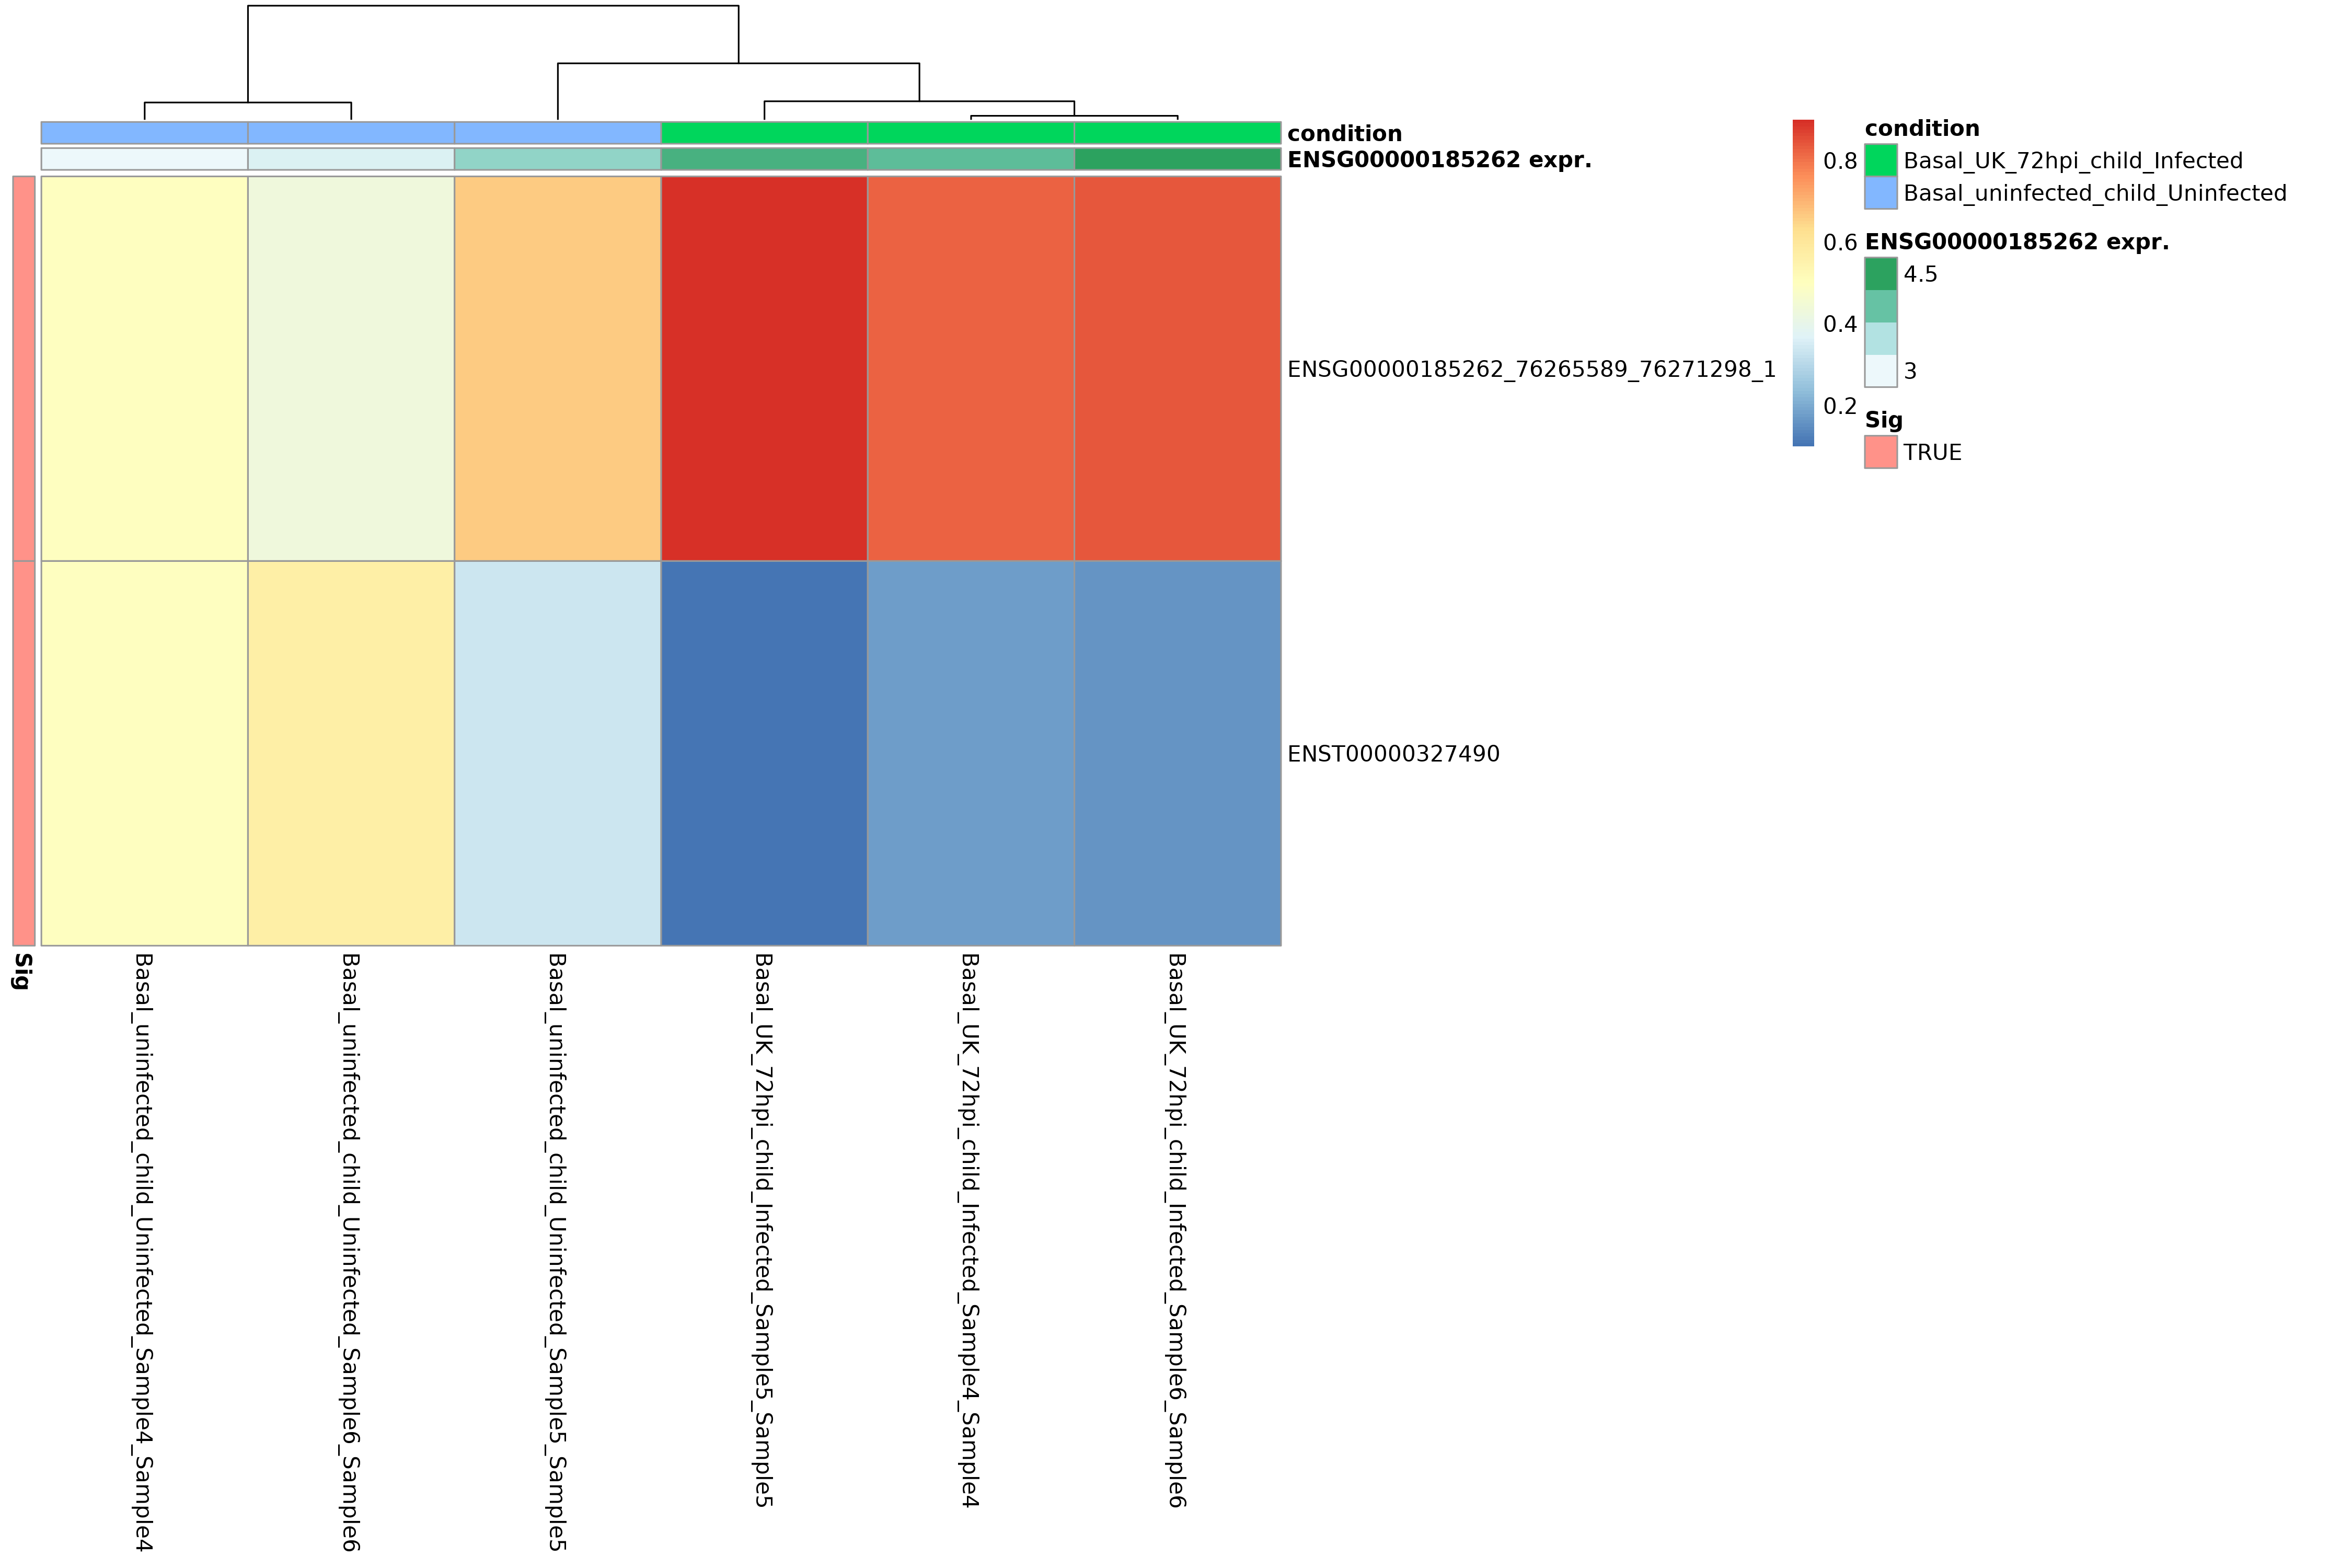 condition
ENSG00000185262 expr.
ENSG00000185262_76265589_76271298_1
ENST00000327490
0.8
0.6
0.4
0.2
condition
Basal_UK_72hpi_child_Infected
Basal_uninfected_child_Uninfected
ENSG00000185262 expr.
4.5
3
Sig
TRUE
Sig
Basal_uninfected_child_Uninfected_Sample4_Sample4
Basal_uninfected_child_Uninfected_Sample6_Sample6
Basal_uninfected_child_Uninfected_Sample5_Sample5
Basal_UK_72hpi_child_Infected_Sample5_Sample5
Basal_UK_72hpi_child_Infected_Sample4_Sample4
Basal_UK_72hpi_child_Infected_Sample6_Sample6